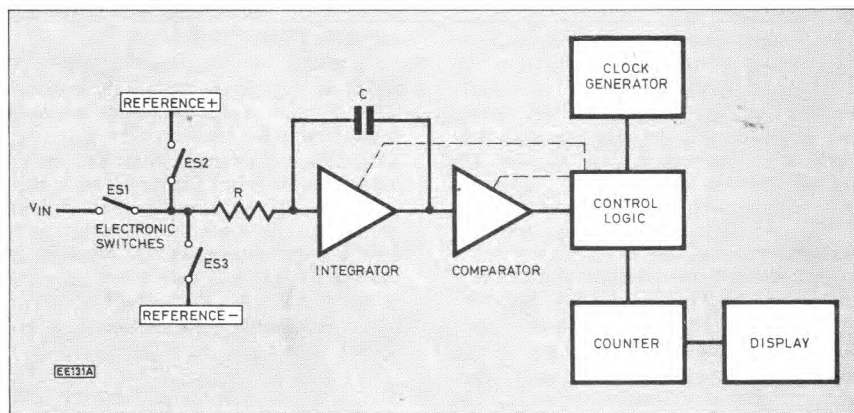 CLOCK
GENERATOR
C
REFERENCE+
ES2
ES1
R
VIN
CONTROL
LOGIC
ELECTRONIC
SWITCHES
ES3
INTEGRATOR
COMPARATOR
REFERENCE-
COUNTER
DISPLAY
EE131A